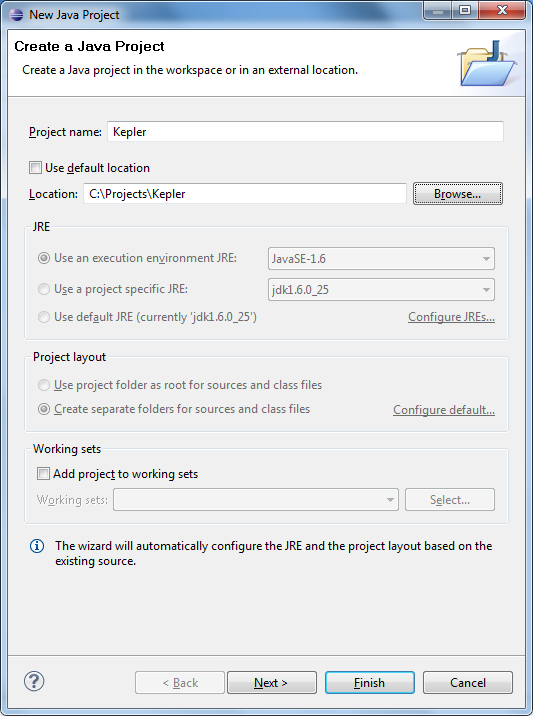 New Java Project
Create a Java Project
Create a Java project in the workspace or in an external location.
Project name: Kepler
Use default location
Location: C:\Projects\Kepler Browse...
JRE
Use an execution environment JRE: JavaSE-1.6
Use a project specific JRE: jdk1.6.0_25
Use default JRE (currently 'jdk1.6.0_25') Configure JREs...
Project layout
Use project folder as root for sources and class files
Create separate folders for sources and class files Configure default...
Working sets
Add project to working sets
Working sets: Select...
The wizard will automatically configure the JRE and the project layout based on the
existing source.
? < Back Next > Finish Cancel